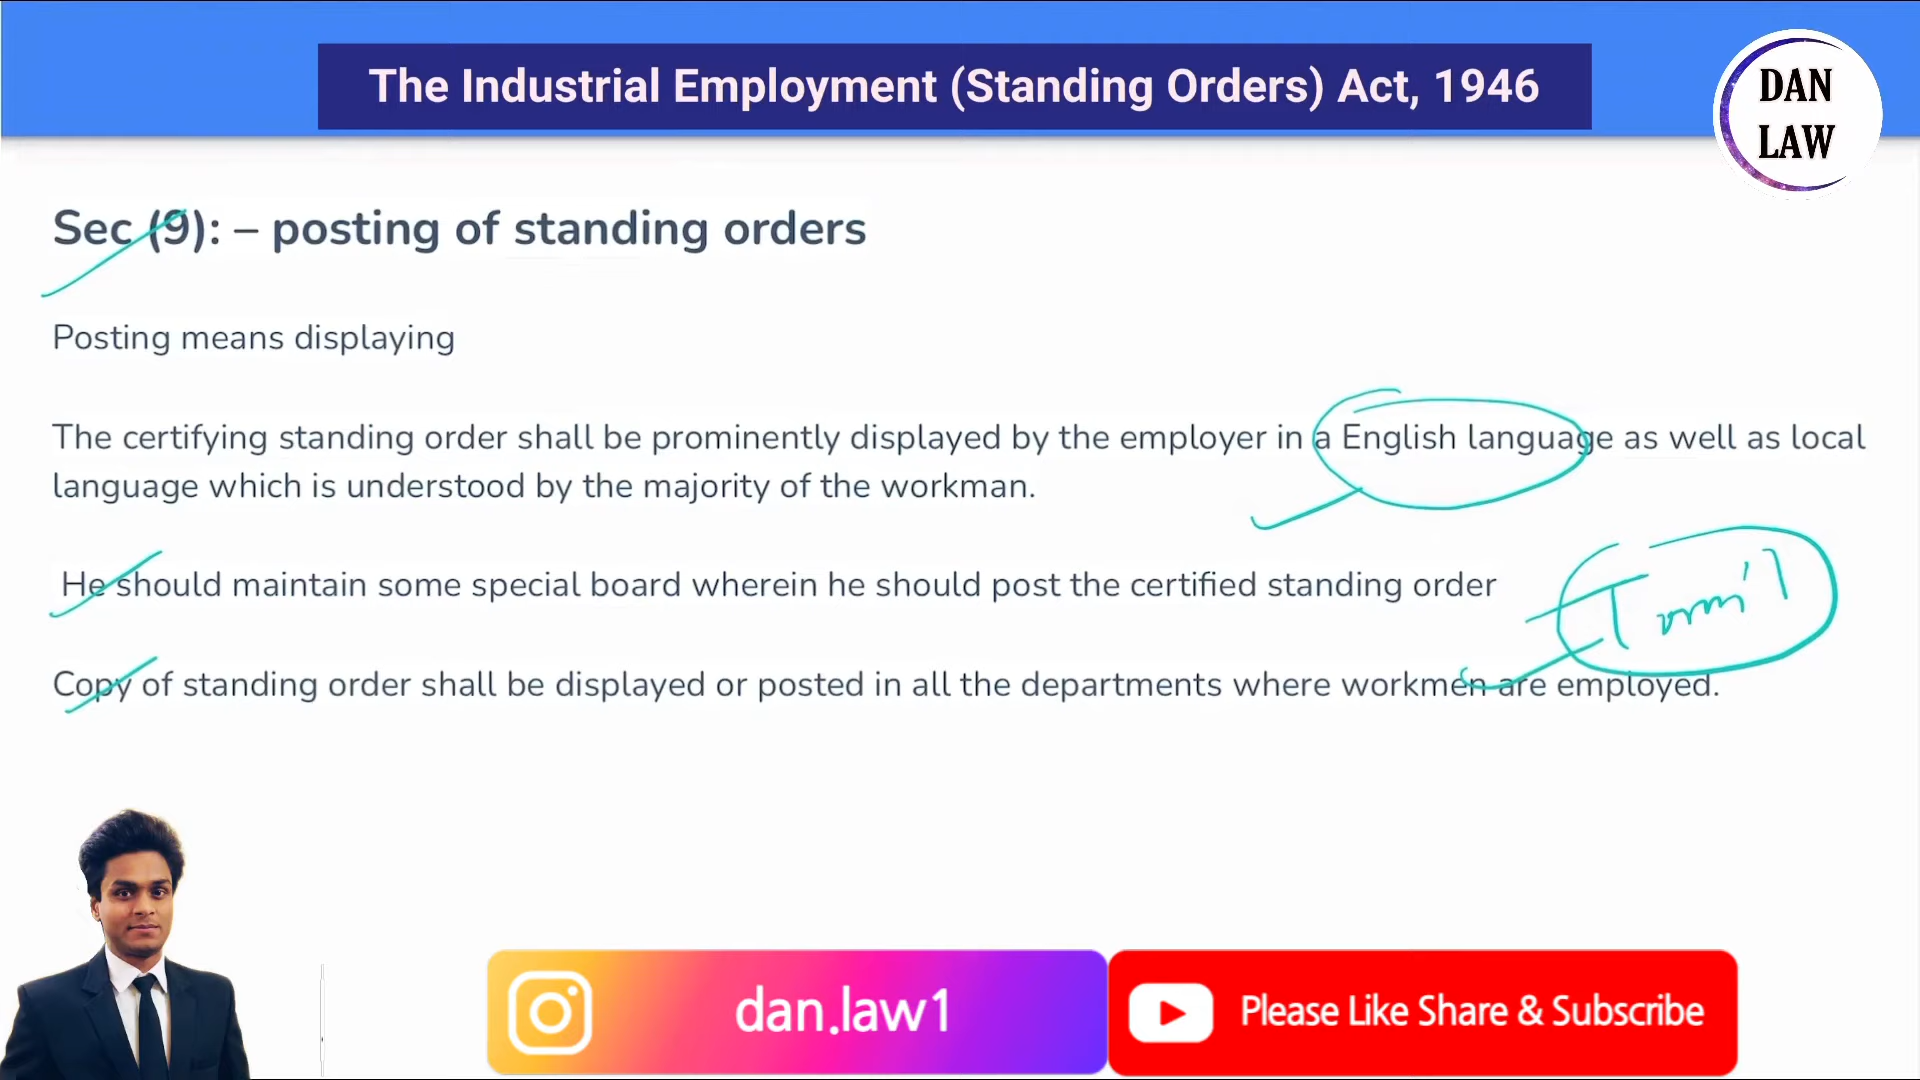 The Industrial Employment (Standing Orders) Act, 1946
DAN
LAW
Sec (9): – posting of standing orders
Posting means displaying
The certifying standing order shall be prominently displayed by the employer in a English language as well as local
language which is understood by the majority of the workman.
He should maintain some special board wherein he should post the certified standing order
Tamil
Copy of standing order shall be displayed or posted in all the departments where workmen are employed.
dan.law1
Please Like Share & Subscribe